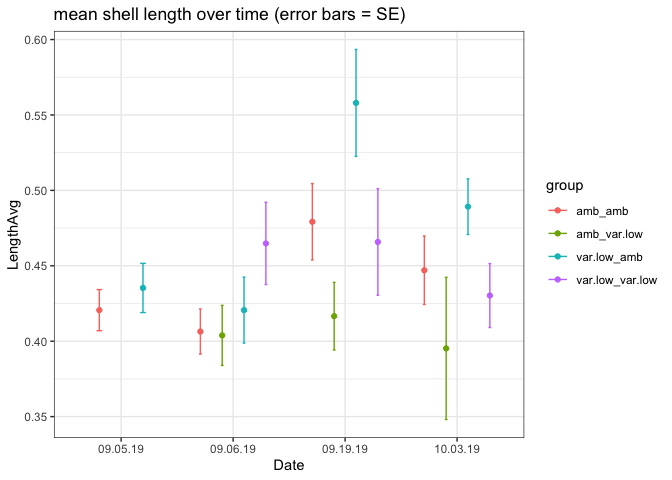 mean shell length over time (error bars = SE)
0.60
0.55
0.50
0.45
0.40
0.35
LengthAvg
09.05.19
09.06.19
09.19.19
10.03.19
Date
group
amb_amb
amb_var.low
var.low_amb
var.low_var.low